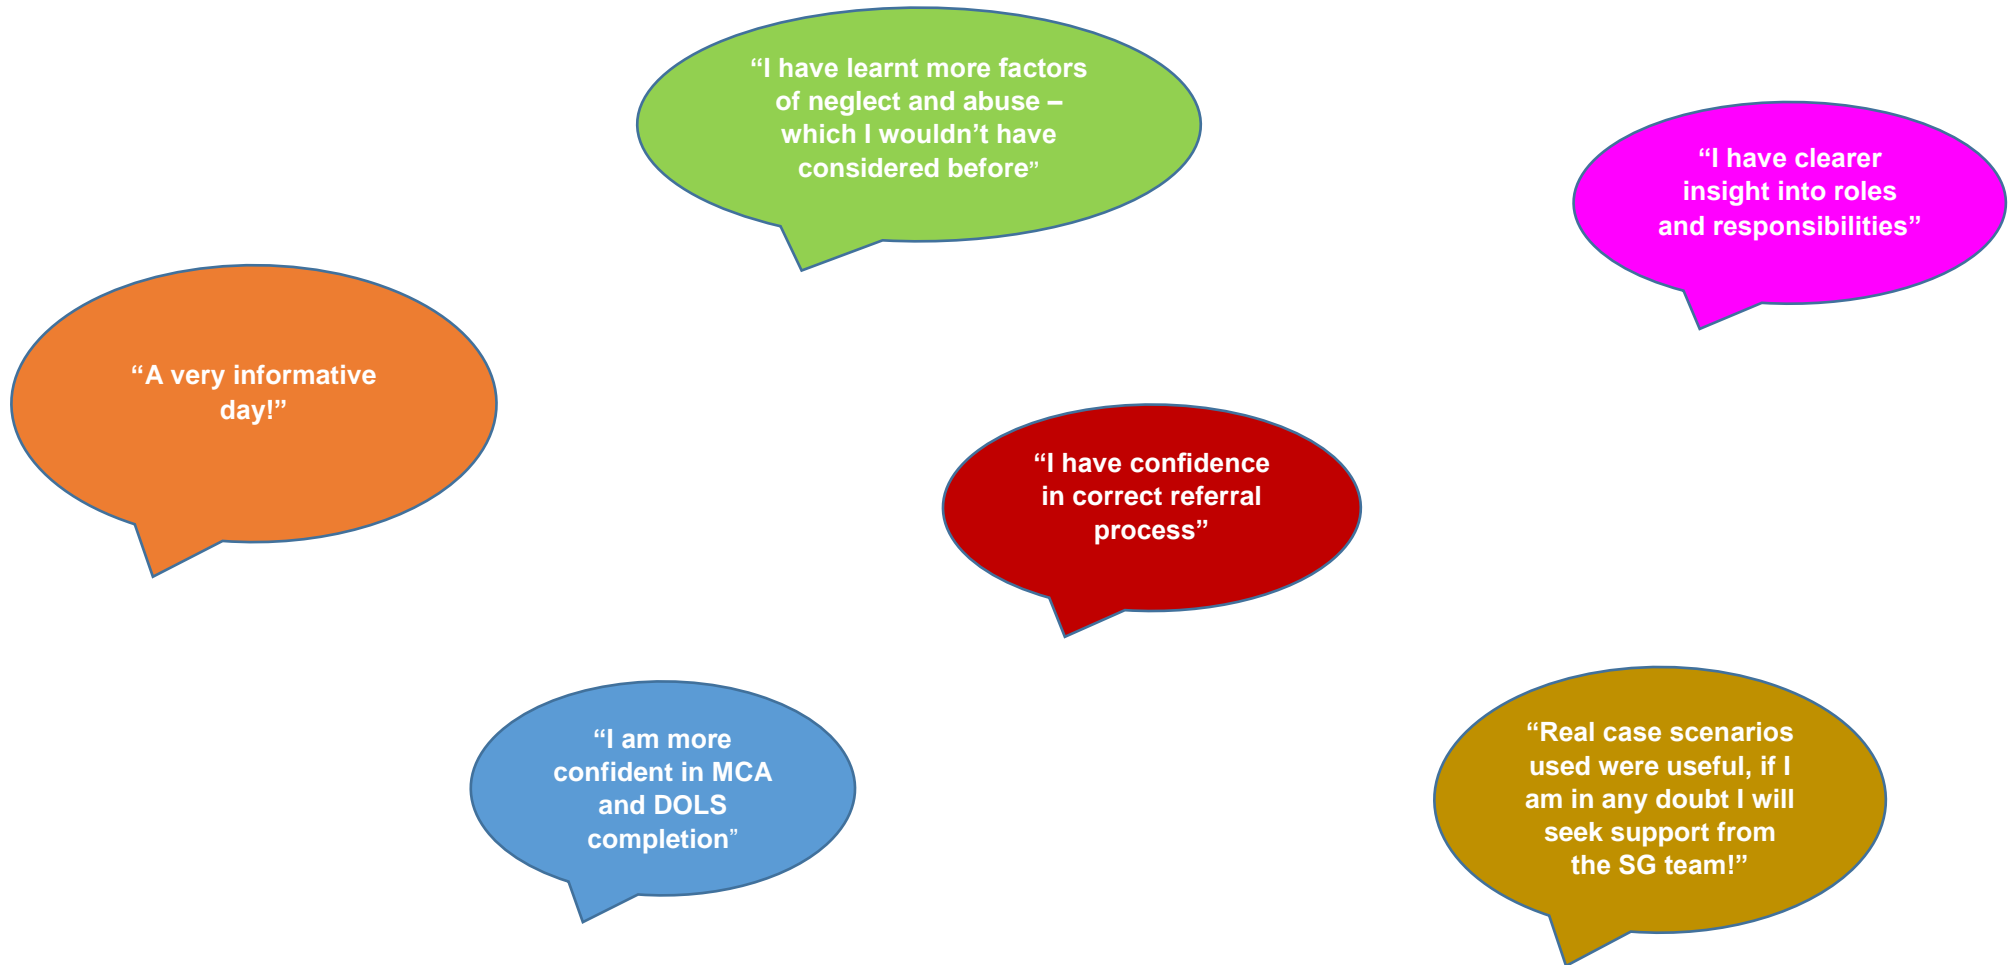 “I have learnt more factors
of neglect and abuse –
which I wouldn’t have
considered before”
“I have clearer
insight into roles
and responsibilities”
“A very informative
day!”
“I have confidence
in correct referral
process”
“I am more
confident in MCA
and DOLS
completion”
“Real case scenarios
used were useful, if I
am in any doubt I will
seek support from
the SG team!”